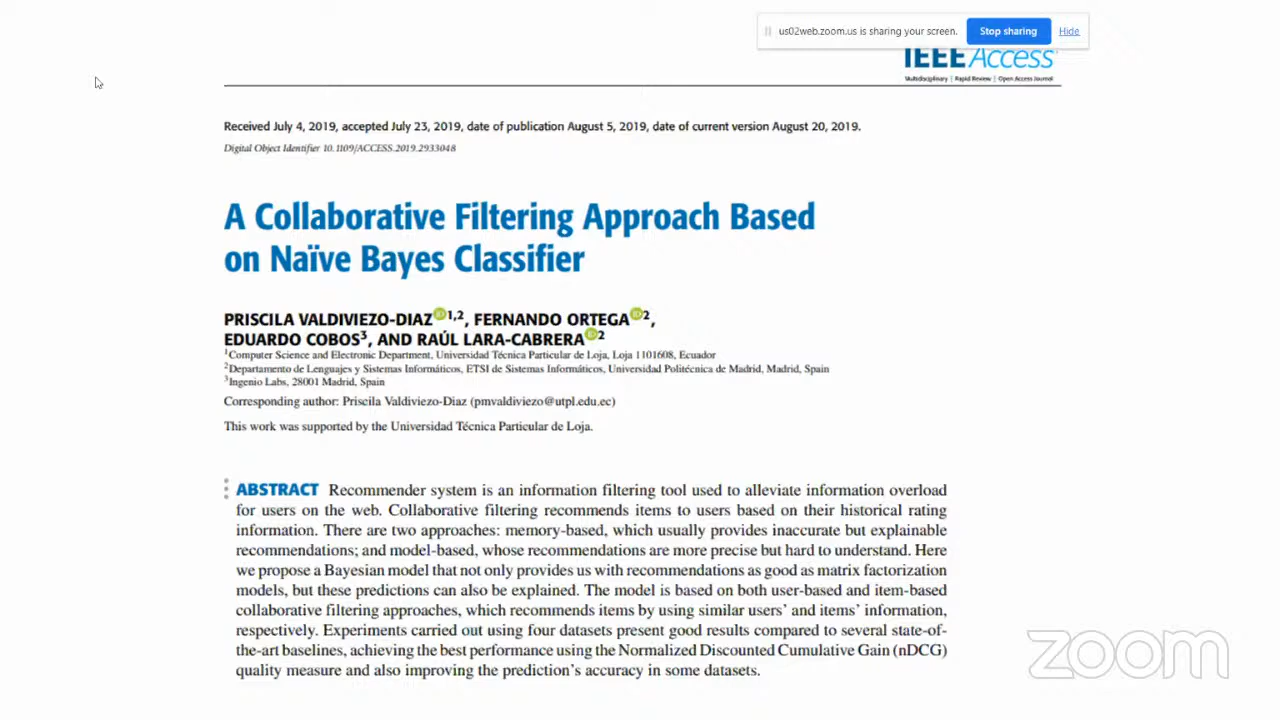 us02web.zoom.us is sharing your screen. Stop sharing Hide
IEEE Access
Multidisciplinary | Rapid Review | Open Access Journal
Received July 4, 2019, accepted July 23, 2019, date of publication August 5, 2019, date of current version August 20, 2019.
Digital Object Identifier 10.1109/ACCESS.2019.2933048
A Collaborative Filtering Approach Based
on Naïve Bayes Classifier
PRISCILA VALDIVIEZO-DIAZ 1,2, FERNANDO ORTEGA 2,
EDUARDO COBOS3, AND RAÚL LARA-CABRERA 2
1Computer Science and Electronic Department, Universidad Técnica Particular de Loja, Loja 1101608, Ecuador
2Departamento de Lenguajes y Sistemas Informáticos, ETSI de Sistemas Informáticos, Universidad Politécnica de Madrid, Madrid, Spain
3Ingenio Labs, 28001 Madrid, Spain
Corresponding author: Priscila Valdiviezo-Diaz (pmvaldiviezo@utpl.edu.ec)
This work was supported by the Universidad Técnica Particular de Loja.
ABSTRACT Recommender system is an information filtering tool used to alleviate information overload
for users on the web. Collaborative filtering recommends items to users based on their historical rating
information. There are two approaches: memory-based, which usually provides inaccurate but explainable
recommendations; and model-based, whose recommendations are more precise but hard to understand. Here
we propose a Bayesian model that not only provides us with recommendations as good as matrix factorization
models, but these predictions can also be explained. The model is based on both user-based and item-based
collaborative filtering approaches, which recommends items by using similar users' and items' information,
respectively. Experiments carried out using four datasets present good results compared to several state-of-
the-art baselines, achieving the best performance using the Normalized Discounted Cumulative Gain (nDCG)
quality measure and also improving the prediction's accuracy in some datasets.
zoom